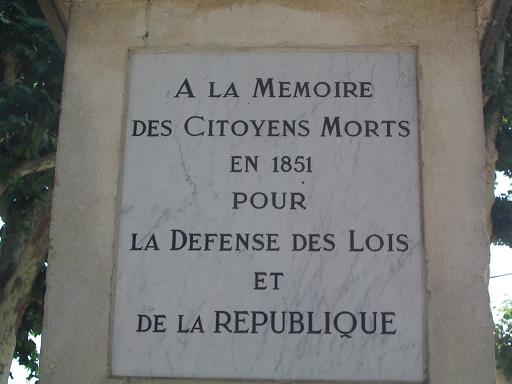 A LA MEMOIRE
DES CITOYENS MORTS
EN 1851
POUR
LA DEFENSE DES LOIS
ET
DE LA REPUBLIQUE